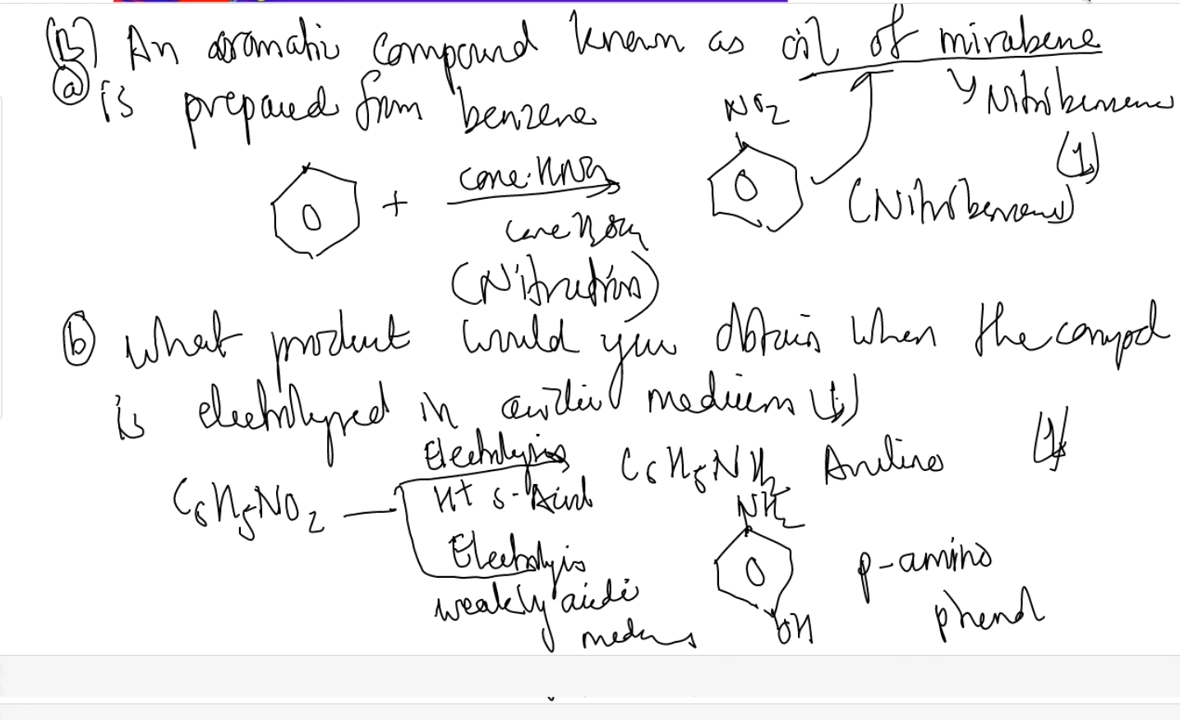 (B) An aromatic compound known as oil of mirabene
(a) is prepared from benzene
NO2
Nitrobenzene
(1)
+ conc. HNO3
conc H2SO4
(Nitrobenzene)
(Nitration)
(b) What product would you obtain when the compd
is electrolyzed in acidic medium (1)
C6H5NO2
Electrolysis
H+ S-Acid
C6H5NH2 Aniline
(1)
Electrolysis
weakly acidic
medium
NH2
OH
p-amino
phenol